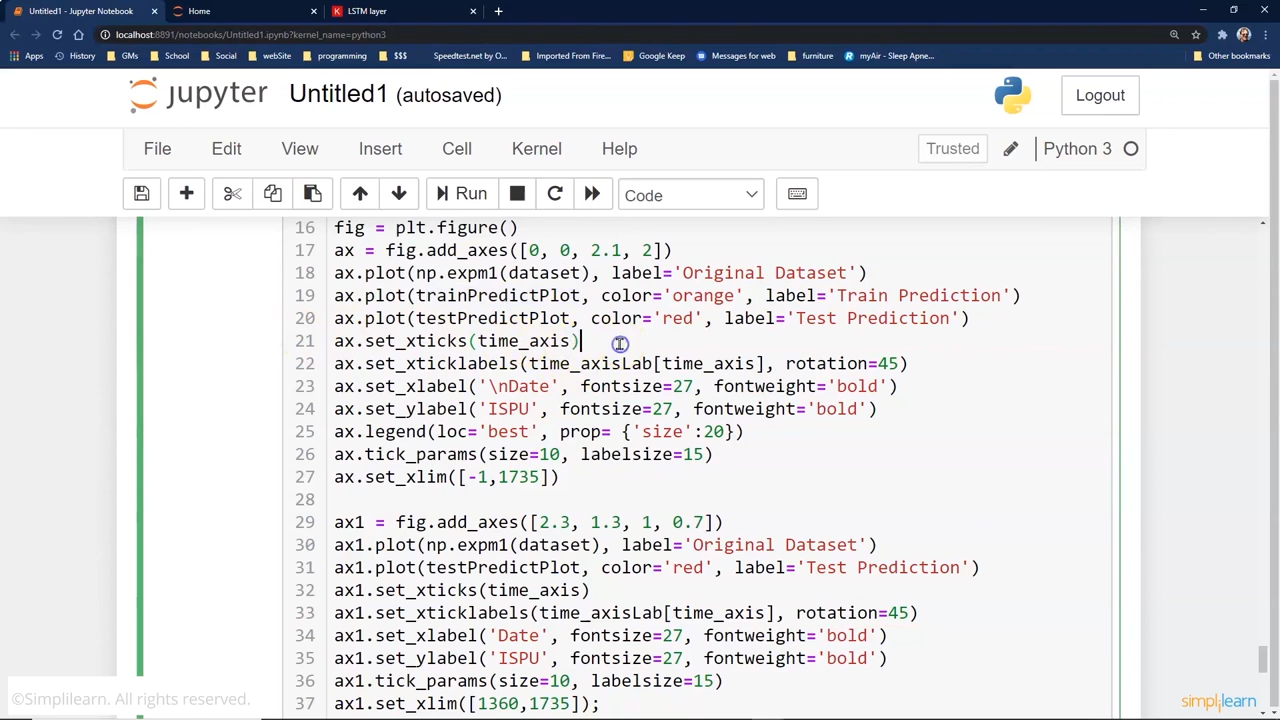 Untitled1 - Jupyter Notebook
Home
LSTM layer
localhost:8891/notebooks/Untitled1.ipynb?kernel_name=python3
Apps History GM School Social webSite programming $$$ Speedtest.net by O... Imported From Fire... Google Keep Messages for web furniture myAir - Sleep Apne... Other bookmarks
jupyter Untitled1 (autosaved)
Logout
File Edit View Insert Cell Kernel Help Trusted Python 3
Run Code
16 fig = plt.figure()
17 ax = fig.add_axes([0, 0, 2.1, 2])
18 ax.plot(np.expm1(dataset), label='Original Dataset')
19 ax.plot(trainPredictPlot, color='orange', label='Train Prediction')
20 ax.plot(testPredictPlot, color='red', label='Test Prediction')
21 ax.set_xticks(time_axis)
22 ax.set_xticklabels(time_axisLab[time_axis], rotation=45)
23 ax.set_xlabel('\nDate', fontsize=27, fontweight='bold')
24 ax.set_ylabel('ISPU', fontsize=27, fontweight='bold')
25 ax.legend(loc='best', prop= {'size':20})
26 ax.tick_params(size=10, labelsize=15)
27 ax.set_xlim([-1,1735])
28
29 ax1 = fig.add_axes([2.3, 1.3, 1, 0.7])
30 ax1.plot(np.expm1(dataset), label='Original Dataset')
31 ax1.plot(testPredictPlot, color='red', label='Test Prediction')
32 ax1.set_xticks(time_axis)
33 ax1.set_xticklabels(time_axisLab[time_axis], rotation=45)
34 ax1.set_xlabel('Date', fontsize=27, fontweight='bold')
35 ax1.set_ylabel('ISPU', fontsize=27, fontweight='bold')
36 ax1.tick_params(size=10, labelsize=15)
37 ax1.set_xlim([1360,1735]);
©Simplilearn. All rights reserved.
simplilearn